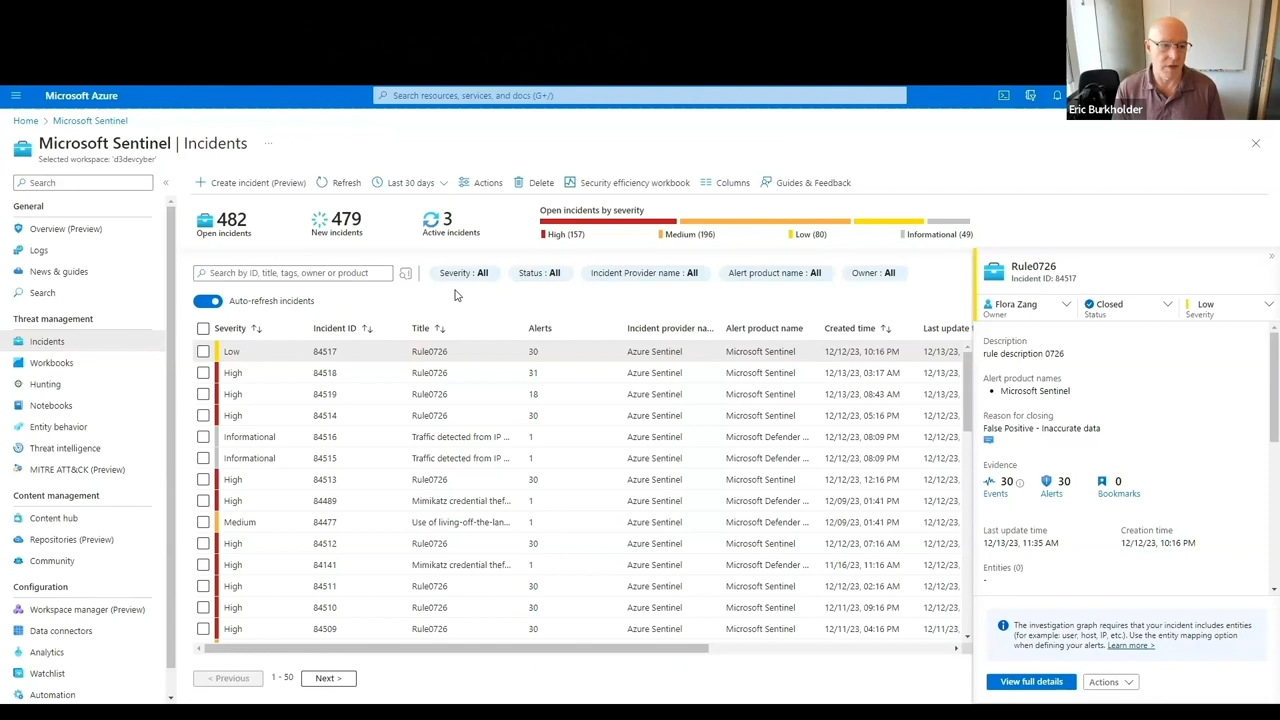 Eric Burkholder
Microsoft Azure
Search resources, services, and docs (G+/)
Home > Microsoft Sentinel
Microsoft Sentinel | Incidents ...
Selected workspace: 'd3devcyber'
Search
«
General
Overview (Preview)
Logs
News & guides
Search
Threat management
Incidents
Workbooks
Hunting
Notebooks
Entity behavior
Threat intelligence
MITRE ATT&CK (Preview)
Content management
Content hub
Repositories (Preview)
Community
Configuration
Workspace manager (Preview)
Data connectors
Analytics
Watchlist
Automation
Create incident (Preview) Refresh Last 30 days Actions Delete Security efficiency workbook Columns Guides & Feedback
482 Open incidents
479 New incidents
3 Active incidents
Open incidents by severity
High (157) Medium (196) Low (80) Informational (49)
Search by ID, title, tags, owner or product
Severity : All Status : All Incident Provider name : All Alert product name : All Owner : All
Auto-refresh incidents
Severity Incident ID Title Alerts Incident provider na... Alert product name Created time Last update t
Low 84517 Rule0726 30 Azure Sentinel Microsoft Sentinel 12/12/23, 10:16 PM 12/13/23,
High 84518 Rule0726 31 Azure Sentinel Microsoft Sentinel 12/13/23, 03:17 AM 12/13/23,
High 84519 Rule0726 18 Azure Sentinel Microsoft Sentinel 12/13/23, 08:43 AM 12/13/23,
High 84514 Rule0726 30 Azure Sentinel Microsoft Sentinel 12/12/23, 05:16 PM 12/12/23,
Informational 84516 Traffic detected from IP ... 1 Azure Sentinel Microsoft Defender ... 12/12/23, 08:09 PM 12/12/23,
Informational 84515 Traffic detected from IP ... 1 Azure Sentinel Microsoft Defender ... 12/12/23, 08:09 PM 12/12/23,
High 84513 Rule0726 30 Azure Sentinel Microsoft Sentinel 12/12/23, 12:16 PM 12/12/23,
High 84489 Mimikatz credential thef... 1 Azure Sentinel Microsoft Defender ... 12/09/23, 01:41 PM 12/12/23,
Medium 84477 Use of living-off-the-lan... 1 Azure Sentinel Microsoft Defender ... 12/09/23, 01:41 PM 12/12/23,
High 84512 Rule0726 30 Azure Sentinel Microsoft Sentinel 12/12/23, 07:16 AM 12/12/23,
High 84141 Mimikatz credential thef... 1 Azure Sentinel Microsoft Defender ... 11/16/23, 11:16 AM 12/12/23,
High 84511 Rule0726 30 Azure Sentinel Microsoft Sentinel 12/12/23, 02:16 AM 12/12/23,
High 84510 Rule0726 30 Azure Sentinel Microsoft Sentinel 12/11/23, 09:16 PM 12/12/23,
High 84509 Rule0726 30 Azure Sentinel Microsoft Sentinel 12/11/23, 04:16 PM 12/11/23,
< Previous 1 - 50 Next >
Rule0726
Incident ID: 84517
Flora Zang Closed Low
Owner Status Severity
Description
rule description 0726
Alert product names
• Microsoft Sentinel
Reason for closing
False Positive - Inaccurate data
Evidence
30 30 0
Events Alerts Bookmarks
Last update time Creation time
12/13/23, 11:35 AM 12/12/23, 10:16 PM
Entities (0)
-
The investigation graph requires that your incident includes entities
(for example: user, host, IP, etc.). Use the entity mapping option
when defining your alerts. Learn more >
View full details Actions